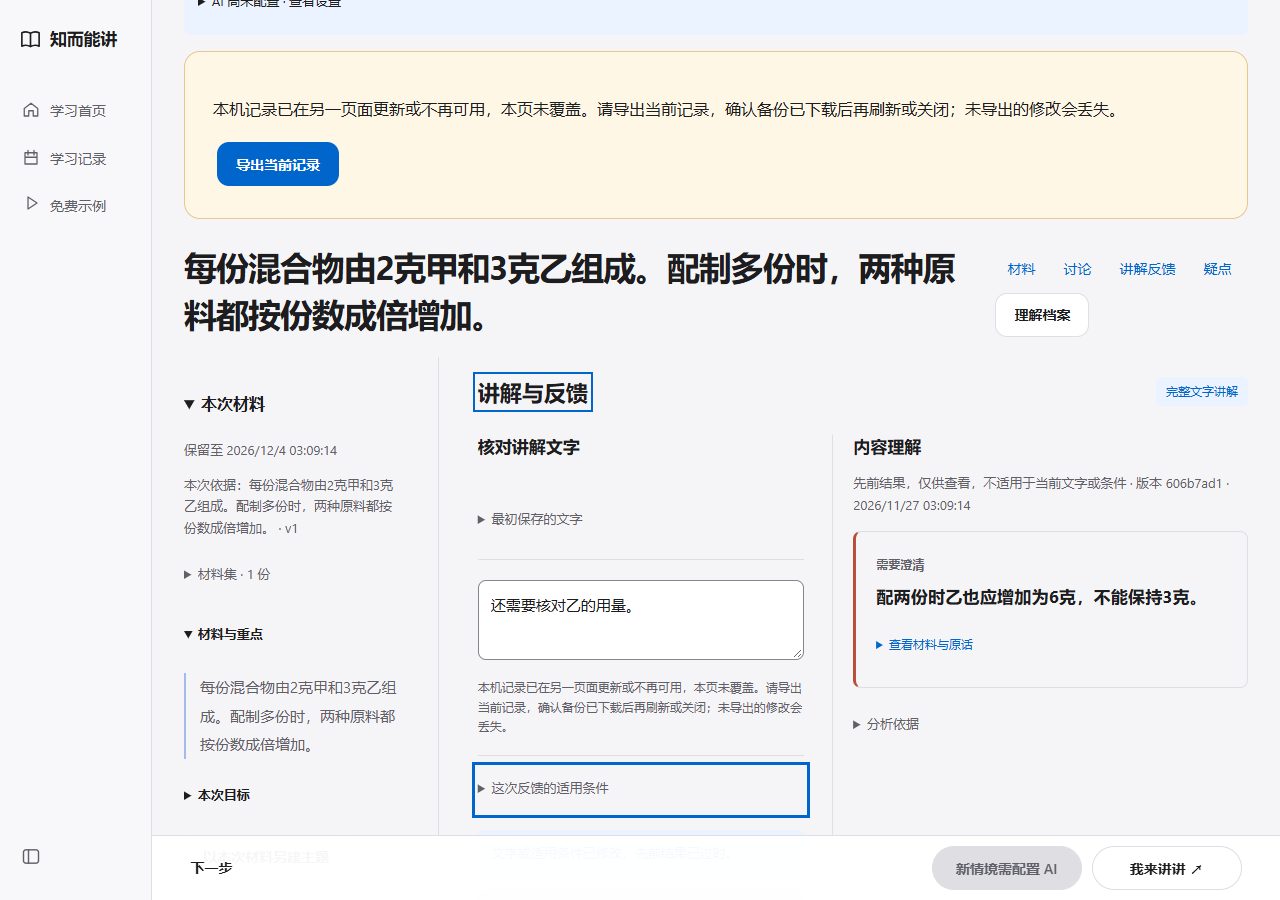 知而能讲
学习首页
学习记录
免费示例
AI 尚未配置 · 查看设置
本机记录已在另一页面更新或不再可用，本页未覆盖。请导出当前记录，确认备份已下载后再刷新或关闭；未导出的修改会丢失。
导出当前记录
每份混合物由2克甲和3克乙组成。配制多份时，两种原
料都按份数成倍增加。
材料
讨论
讲解反馈
疑点
理解档案
本次材料
保留至 2026/12/4 03:09:14
本次依据：每份混合物由2克甲和3克
乙组成。配制多份时，两种原料都按
份数成倍增加。 · v1
材料集 · 1 份
材料与重点
每份混合物由2克甲和3克乙组
成。配制多份时，两种原料都
按份数成倍增加。
本次目标
以本次材料另建主题
讲解与反馈
完整文字讲解
核对讲解文字
最初保存的文字
还需要核对乙的用量。
本机记录已在另一页面更新或不再可用，本页未覆盖。请导出
当前记录，确认备份已下载后再刷新或关闭；未导出的修改会
丢失。
这次反馈的适用条件
内容理解
先前结果，仅供查看，不适用于当前文字或条件 · 版本 606b7ad1 ·
2026/11/27 03:09:14
需要澄清
配两份时乙也应增加为6克，不能保持3克。
查看材料与原话
分析依据
下一步
新情境需配置 AI
我来讲讲 ↗